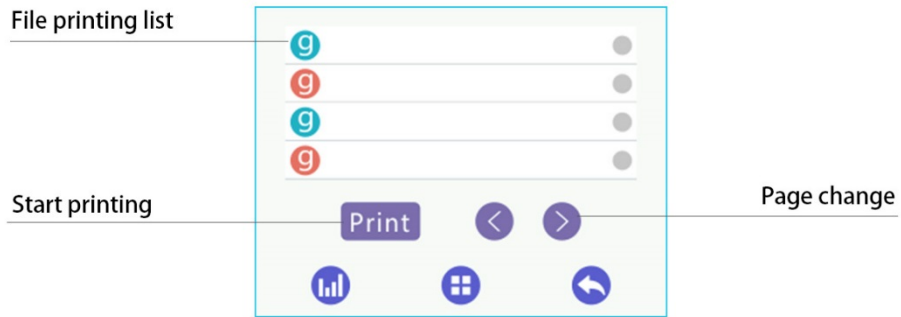 File printing list
g
g
g
g
Start printing
Print
< >
Page change